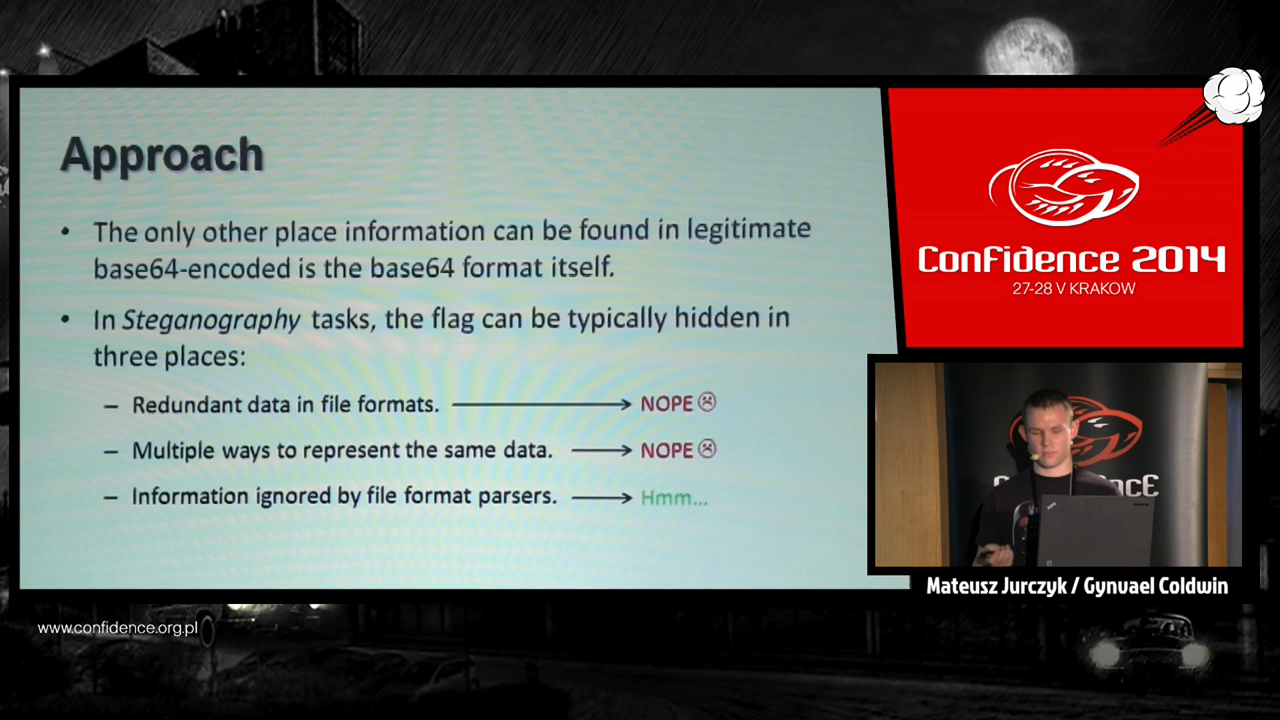 Approach
• The only other place information can be found in legitimate
base64-encoded is the base64 format itself.
• In Steganography tasks, the flag can be typically hidden in
three places:
– Redundant data in file formats. → NOPE ☹
– Multiple ways to represent the same data. → NOPE ☹
– Information ignored by file format parsers. → Hmm...
ConFidence 2014
27-28 V KRAKOW
Mateusz Jurczyk / Gynvael Coldwin
www.confidence.org.pl